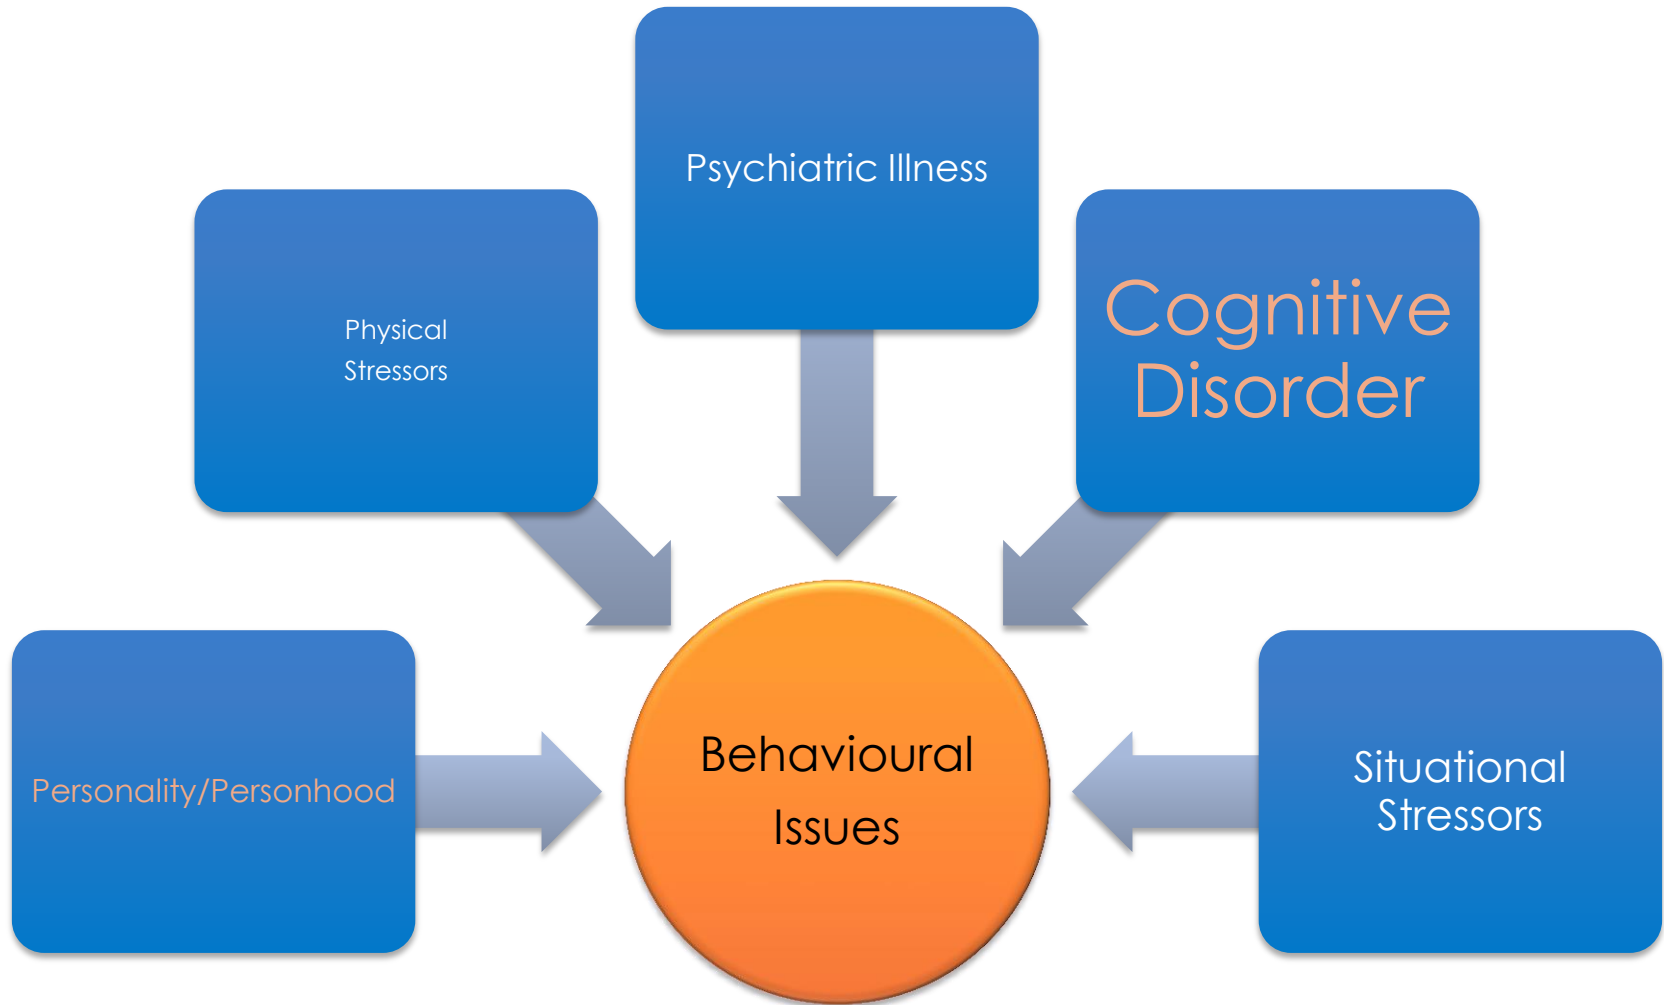 Psychiatric Illness
Physical
Stressors
Cognitive
Disorder
Personality/Personhood
Behavioural
Issues
Situational
Stressors